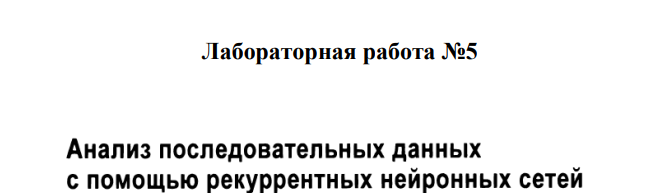 Лабораторная работа №5
Анализ последовательных данных
с помощью рекуррентных нейронных сетей